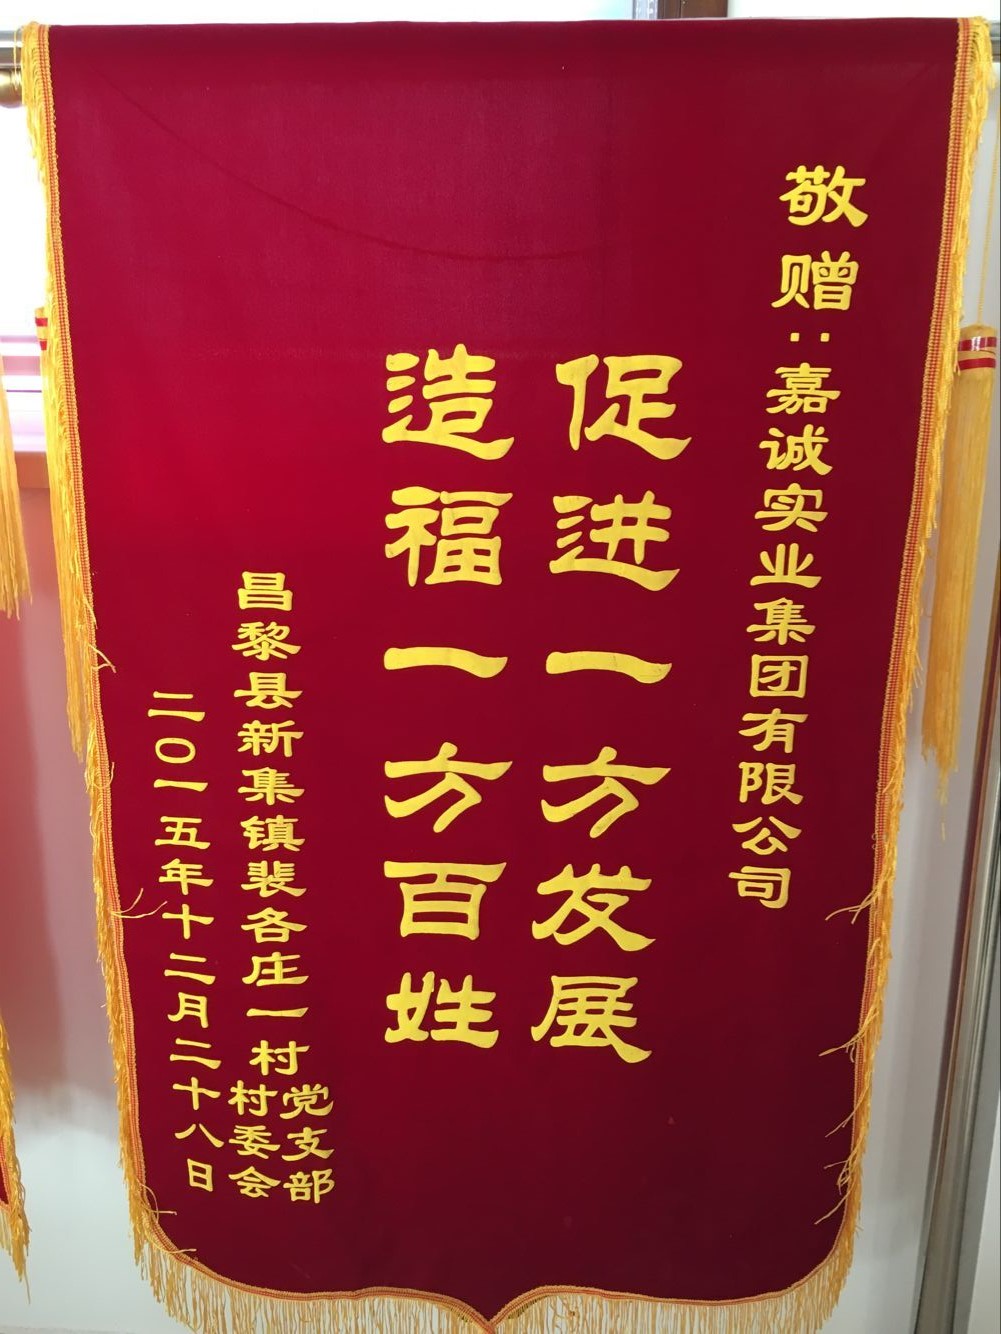 敬赠:嘉诚实业集团有限公司
促进一方发展
造福一方百姓
昌黎县新集镇裴各庄一村
党支部
村委会
二〇一五年十二月二十八日